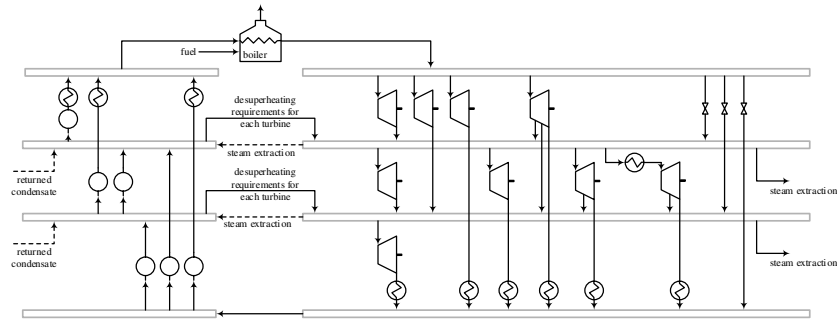 fuel
boiler
desuperheating
requirements for
each turbine
steam extraction
returned
condensate
desuperheating
requirements for
each turbine
steam extraction
steam extraction
returned
condensate
steam extraction